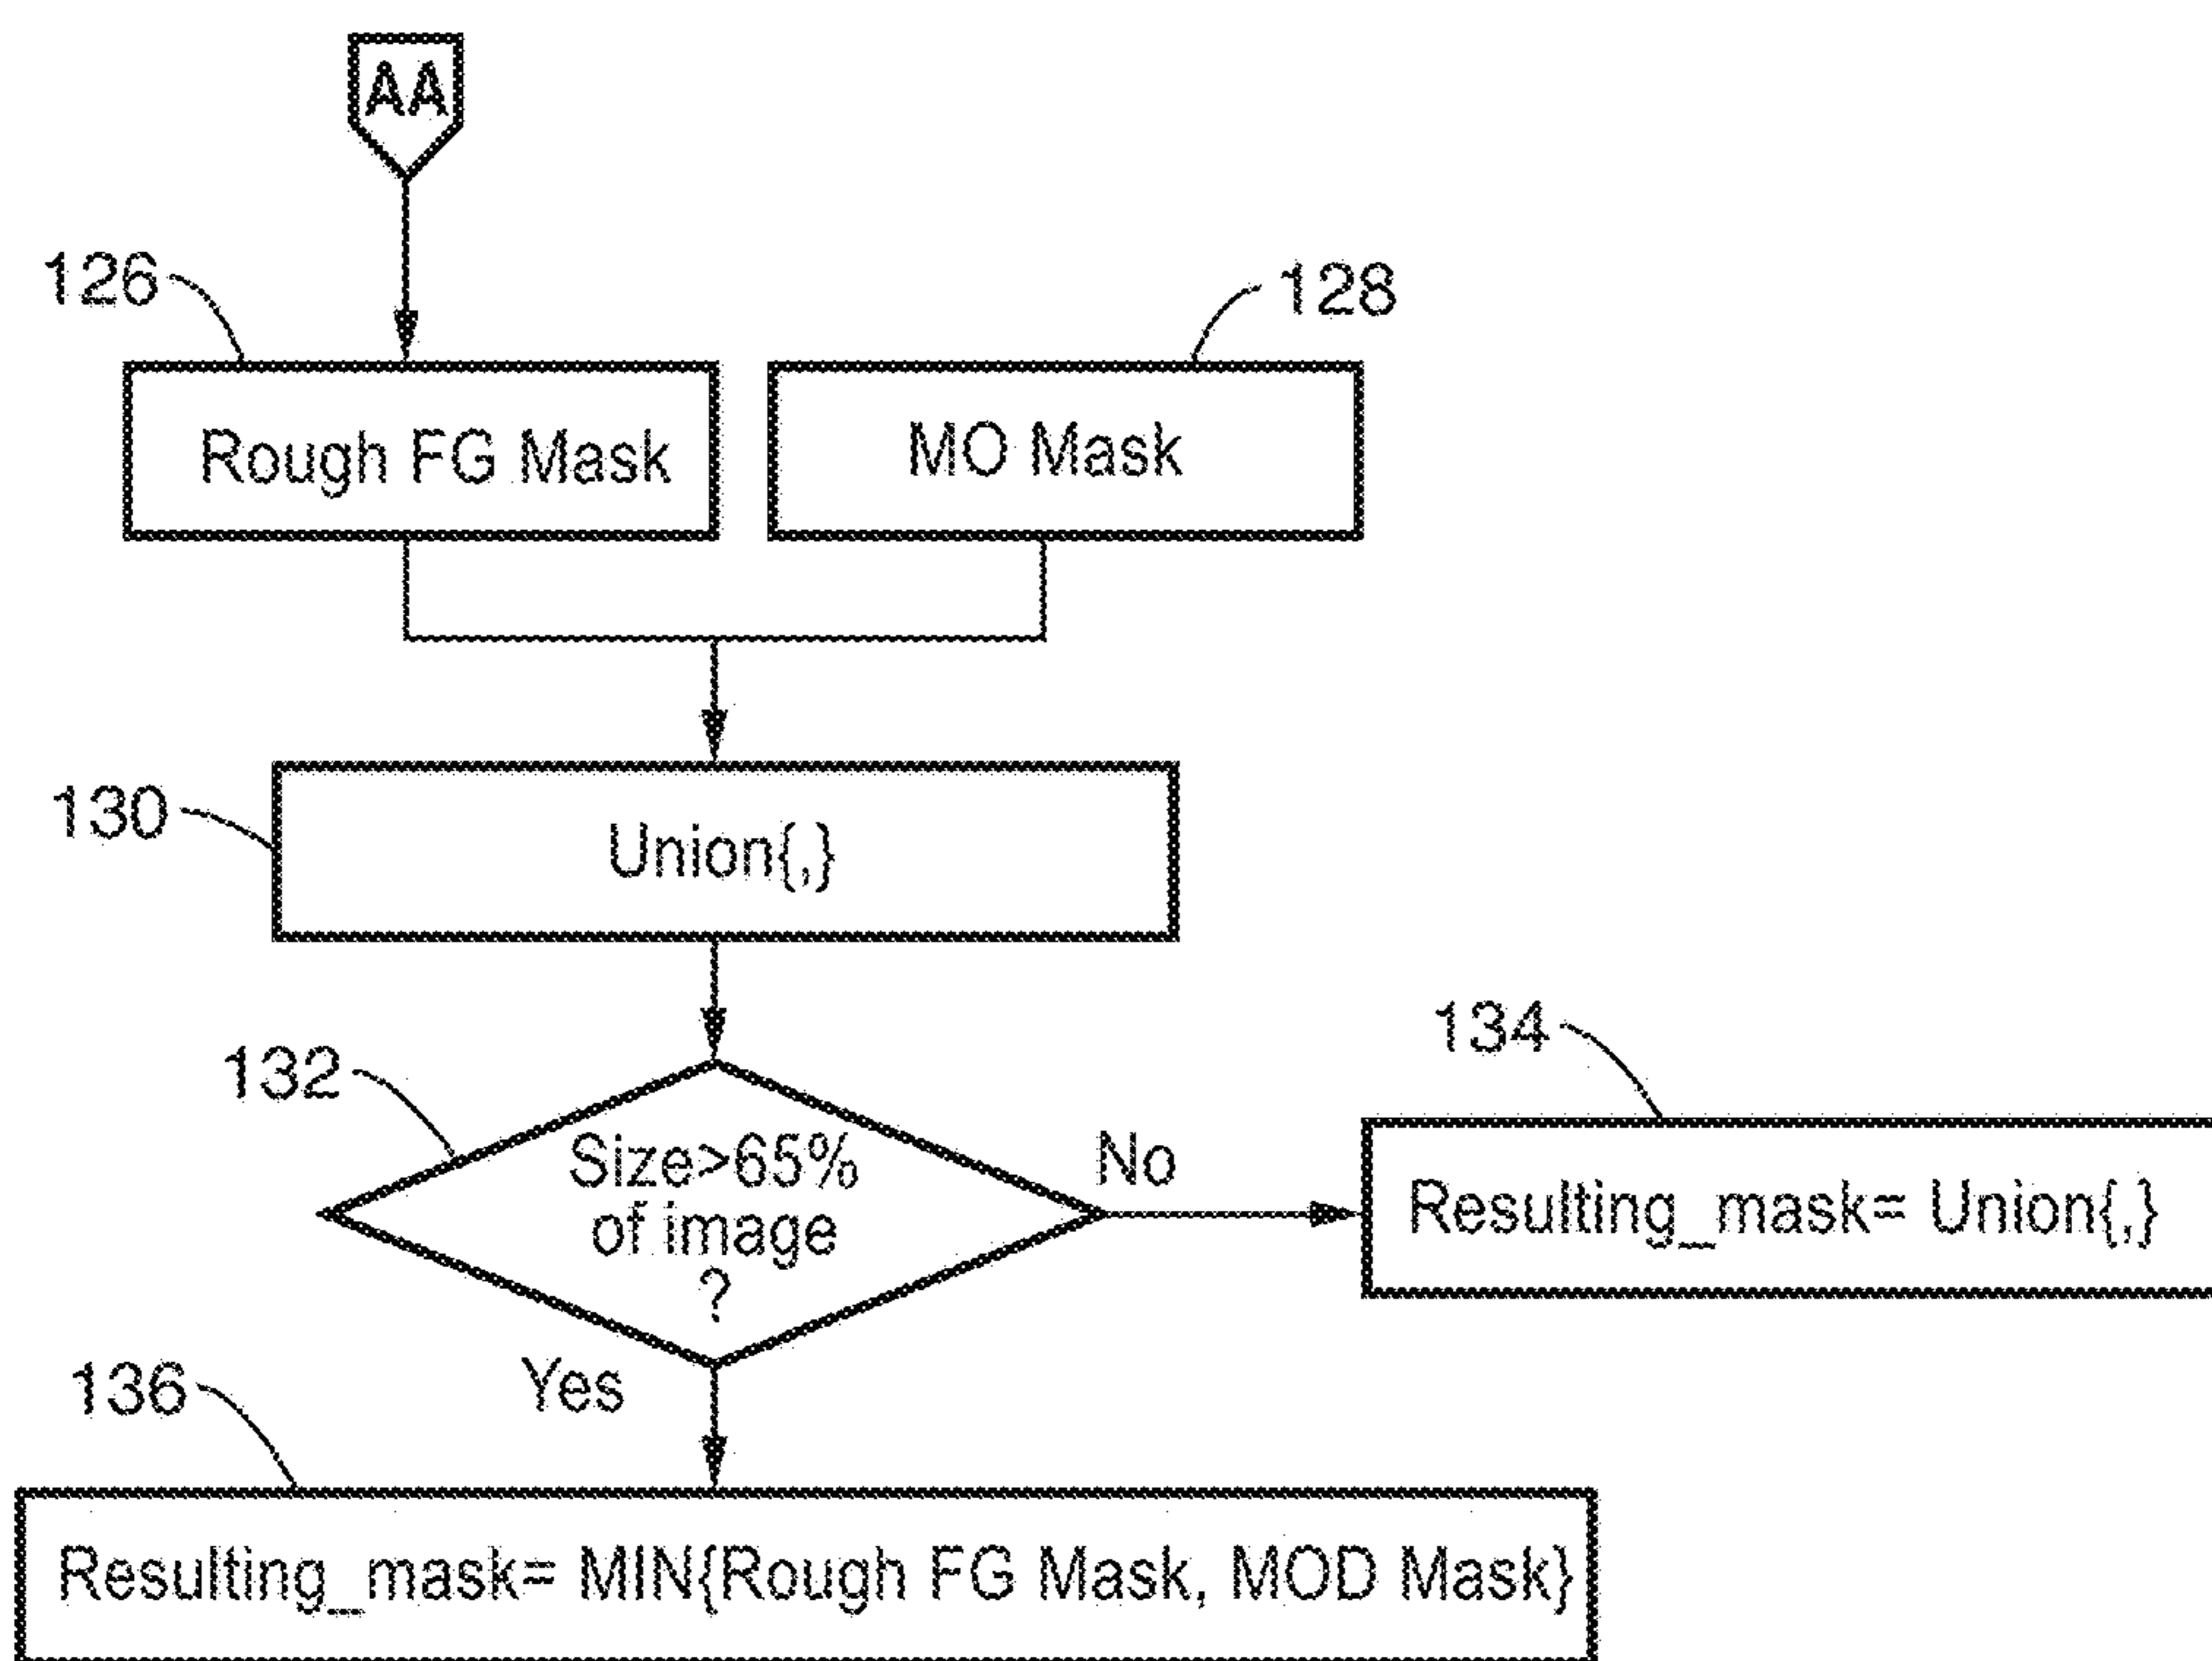 AA
126
128
Rough FG Mask
MO Mask
130
Union{,}
132
134
Size>65%
of image
?
No
Resulting_mask= Union{,}
Yes
136
Resulting_mask= MIN{Rough FG Mask, MOD Mask}